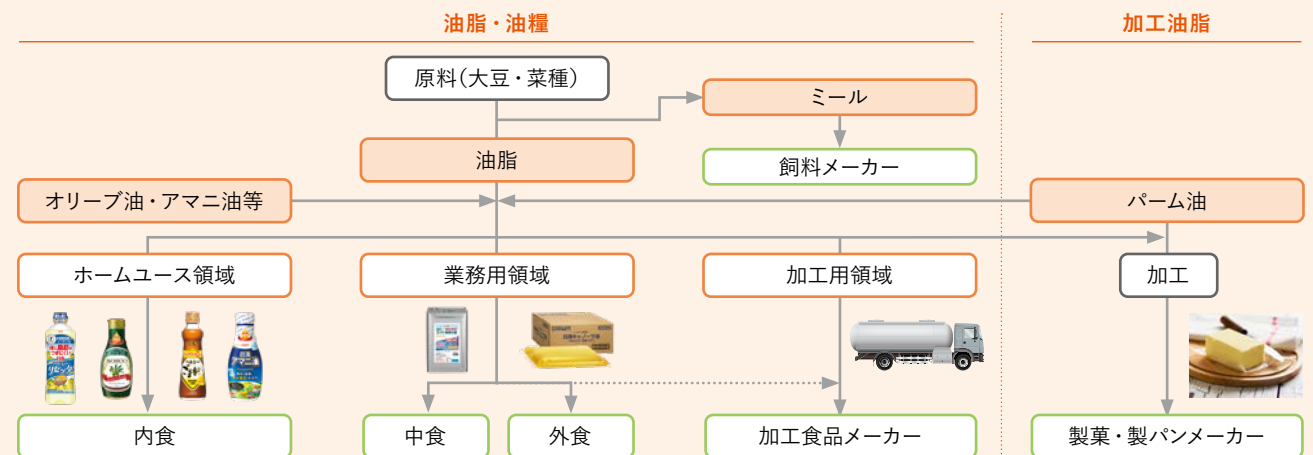 油脂・油糧
加工油脂
原料（大豆・菜種）
ミール
油脂
飼料メーカー
オリーブ油・アマニ油等
パーム油
ホームユース領域
業務用領域
加工用領域
加工
内食
中食
外食
加工食品メーカー
製菓・製パンメーカー